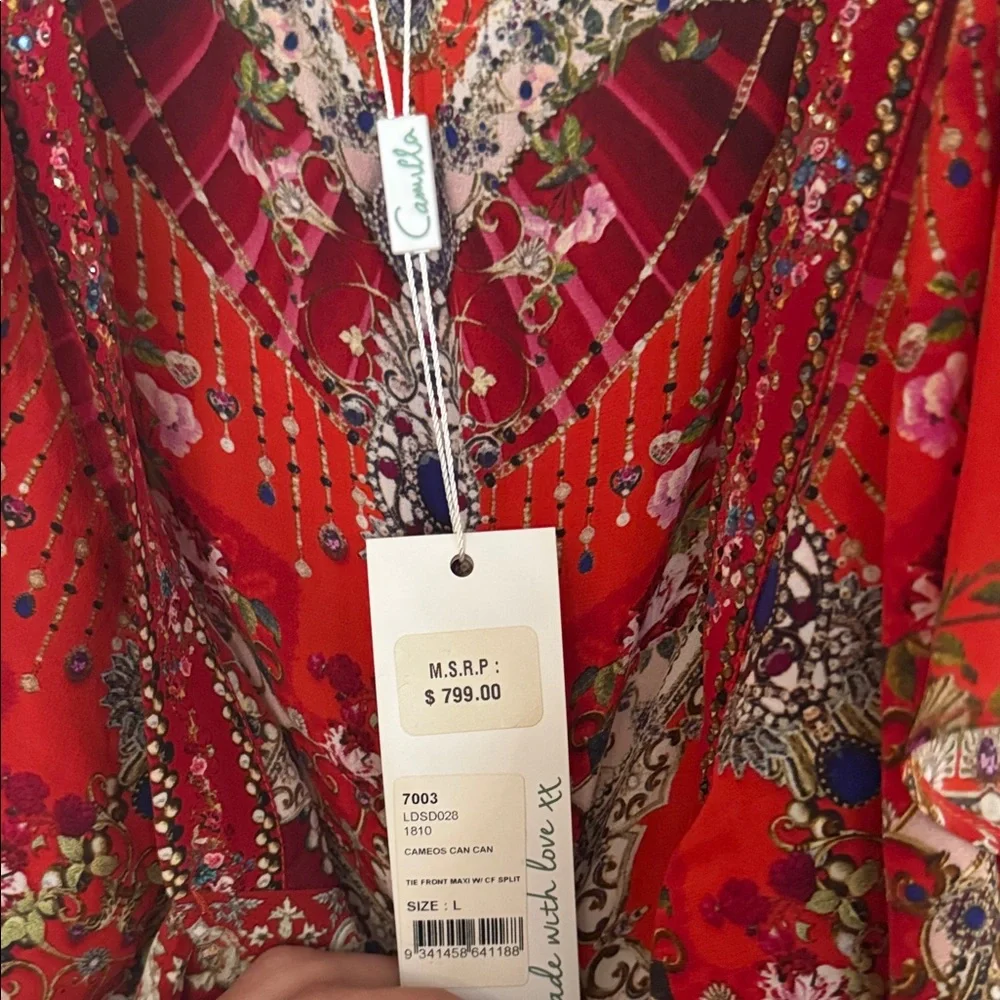 Camilla
M.S.R.P :
$ 799.00
7003
LDSD028
1810
CAMEOS CAN CAN
TIE FRONT MAXI W/ CF SPLIT
SIZE : L
9 341458 641188
ade with love xx